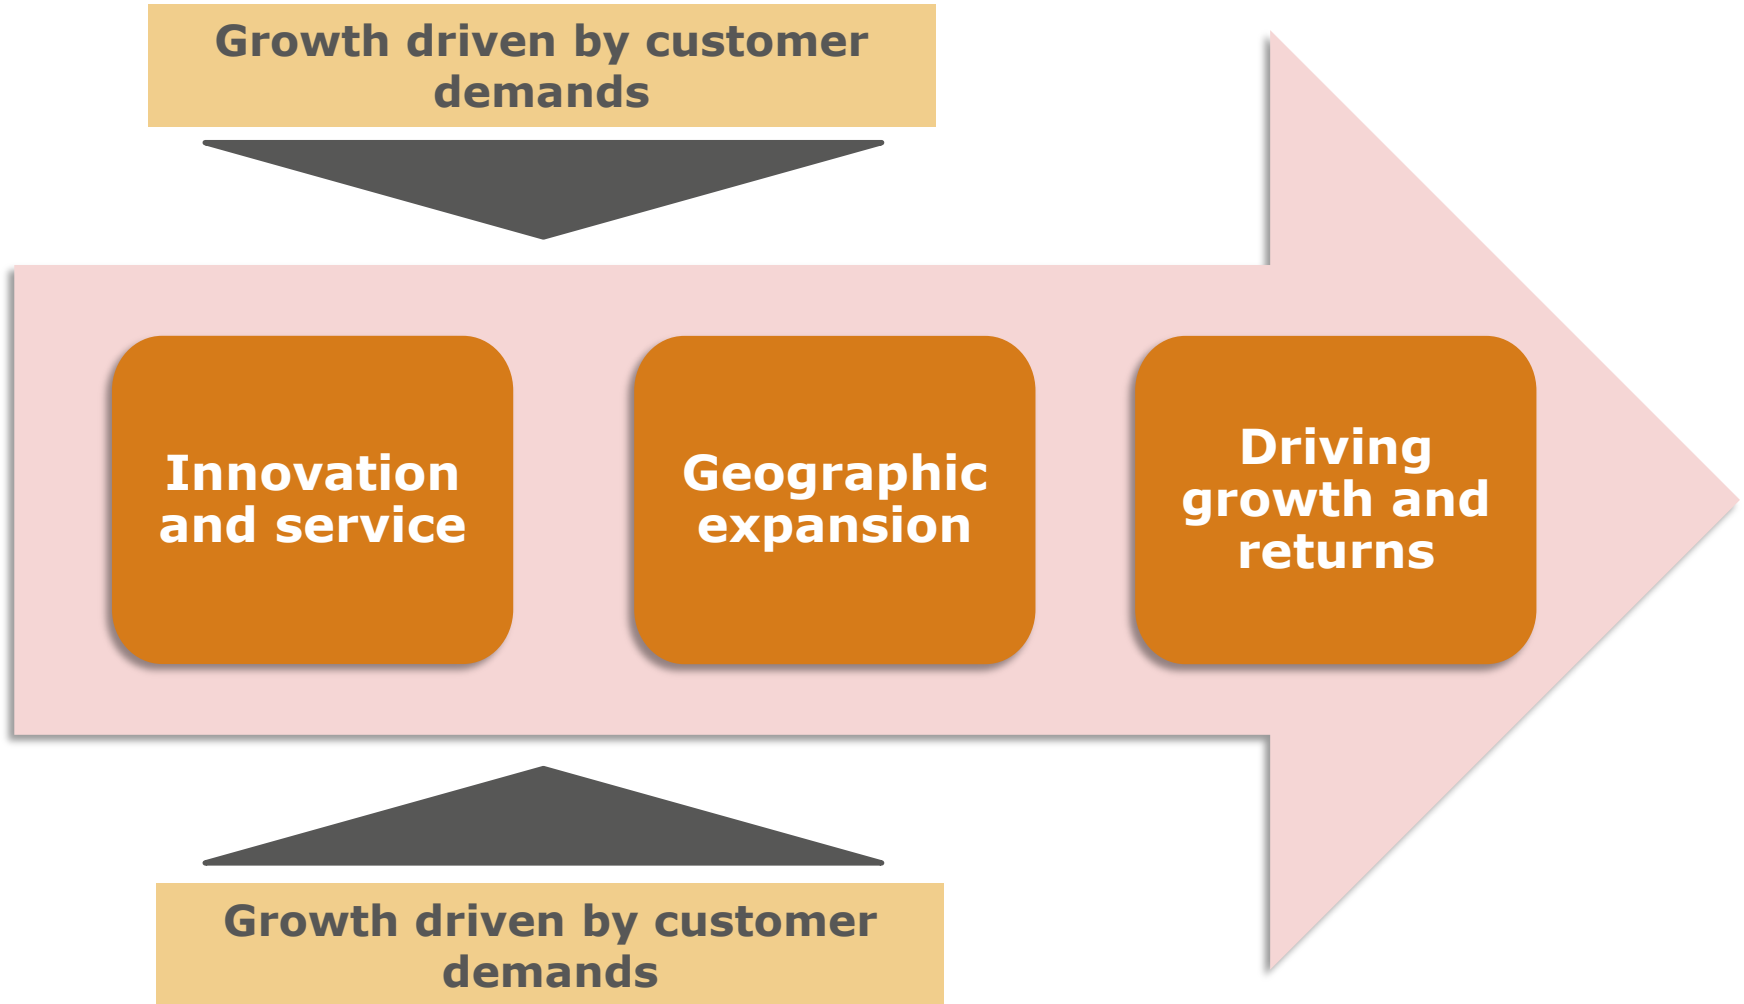 Growth driven by customer
demands
Innovation
and service
Geographic
expansion
Driving
growth and
returns
Growth driven by customer
demands